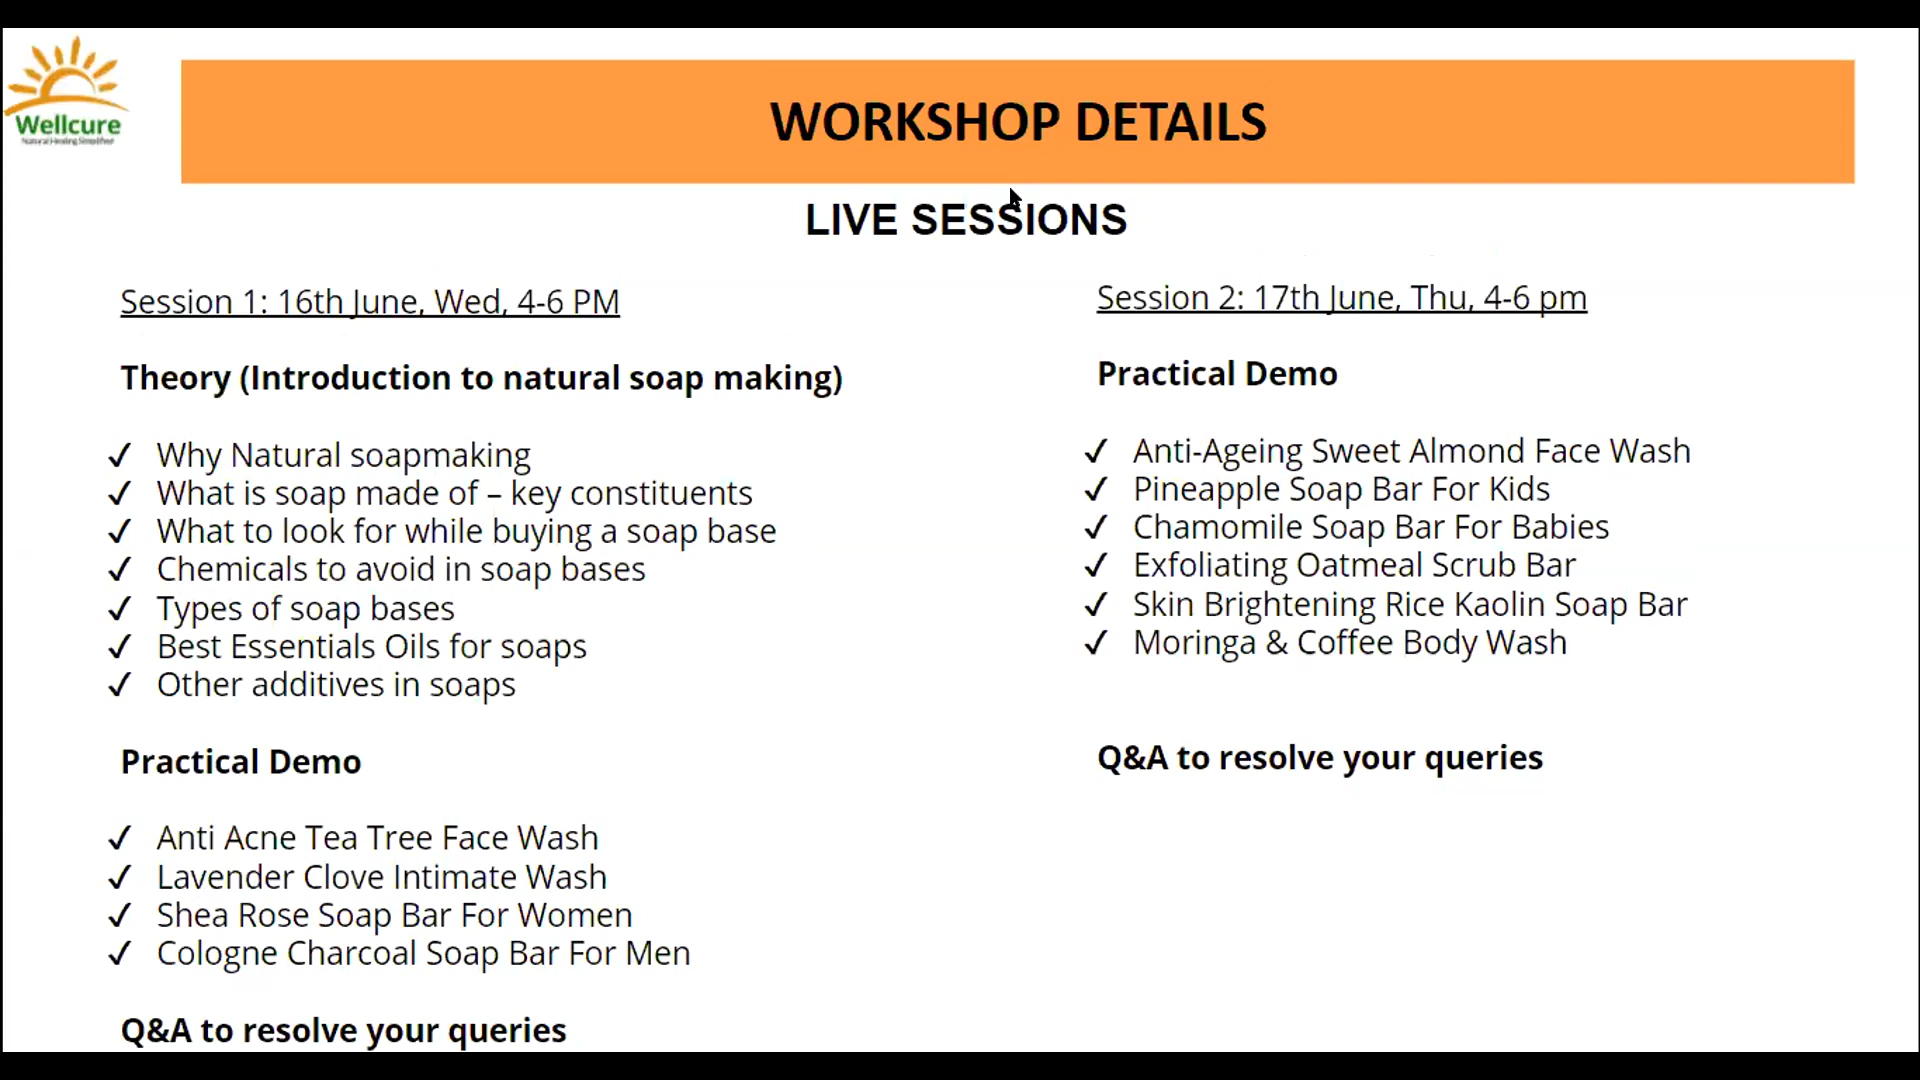 Wellcure
Natural Healing Simplified
WORKSHOP DETAILS
LIVE SESSIONS
Session 1: 16th June, Wed, 4-6 PM
Theory (Introduction to natural soap making)
✓ Why Natural soapmaking
✓ What is soap made of – key constituents
✓ What to look for while buying a soap base
✓ Chemicals to avoid in soap bases
✓ Types of soap bases
✓ Best Essentials Oils for soaps
✓ Other additives in soaps
Practical Demo
✓ Anti Acne Tea Tree Face Wash
✓ Lavender Clove Intimate Wash
✓ Shea Rose Soap Bar For Women
✓ Cologne Charcoal Soap Bar For Men
Q&A to resolve your queries
Session 2: 17th June, Thu, 4-6 pm
Practical Demo
✓ Anti-Ageing Sweet Almond Face Wash
✓ Pineapple Soap Bar For Kids
✓ Chamomile Soap Bar For Babies
✓ Exfoliating Oatmeal Scrub Bar
✓ Skin Brightening Rice Kaolin Soap Bar
✓ Moringa & Coffee Body Wash
Q&A to resolve your queries